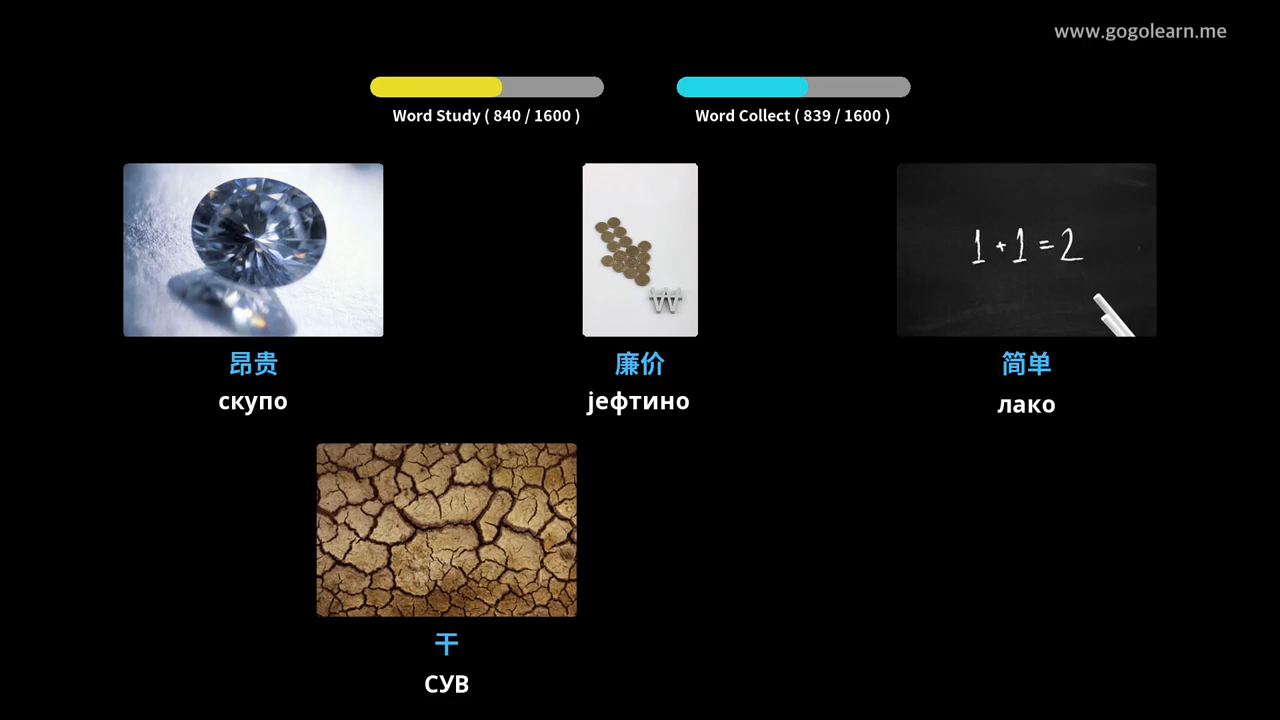 www.gogolearn.me
Word Study ( 840 / 1600 )
Word Collect ( 839 / 1600 )
1 + 1 = 2
₩
昂贵
廉价
简单
скупо
јефтино
лако
干
СУВ